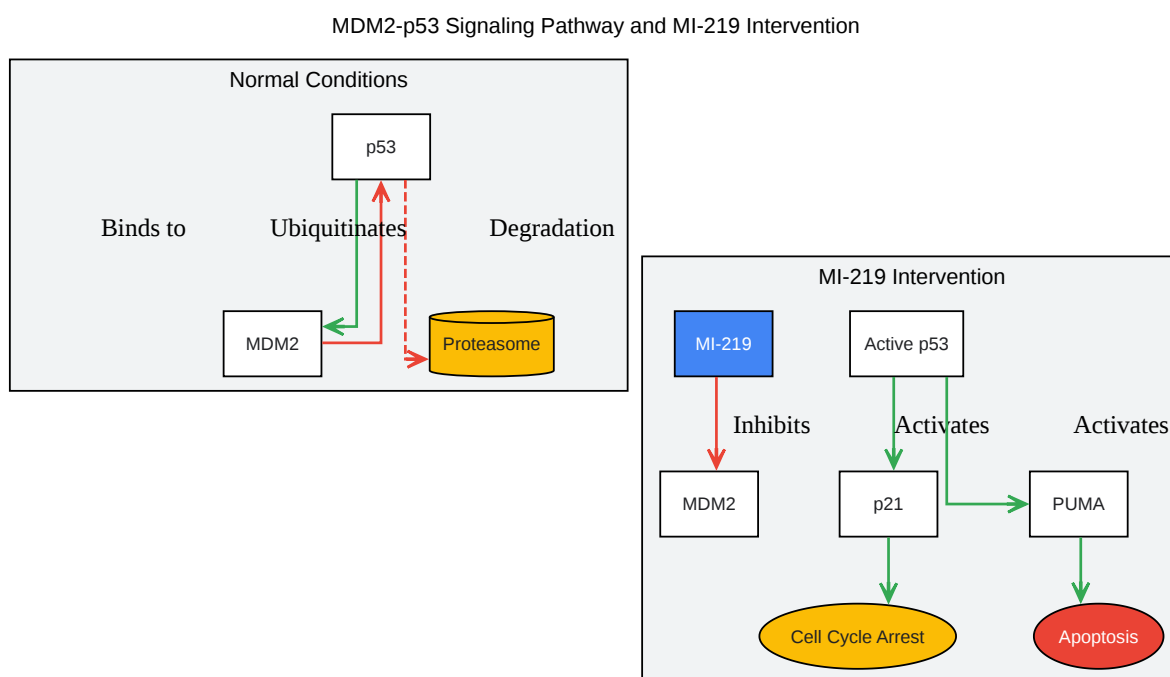 MDM2-p53 Signaling Pathway and MI-219 Intervention
Normal Conditions
p53
Binds to
Ubiquitinates
Degradation
MDM2
Proteasome
MI-219 Intervention
MI-219
Active p53
Inhibits
Activates
Activates
MDM2
p21
PUMA
Cell Cycle Arrest
Apoptosis